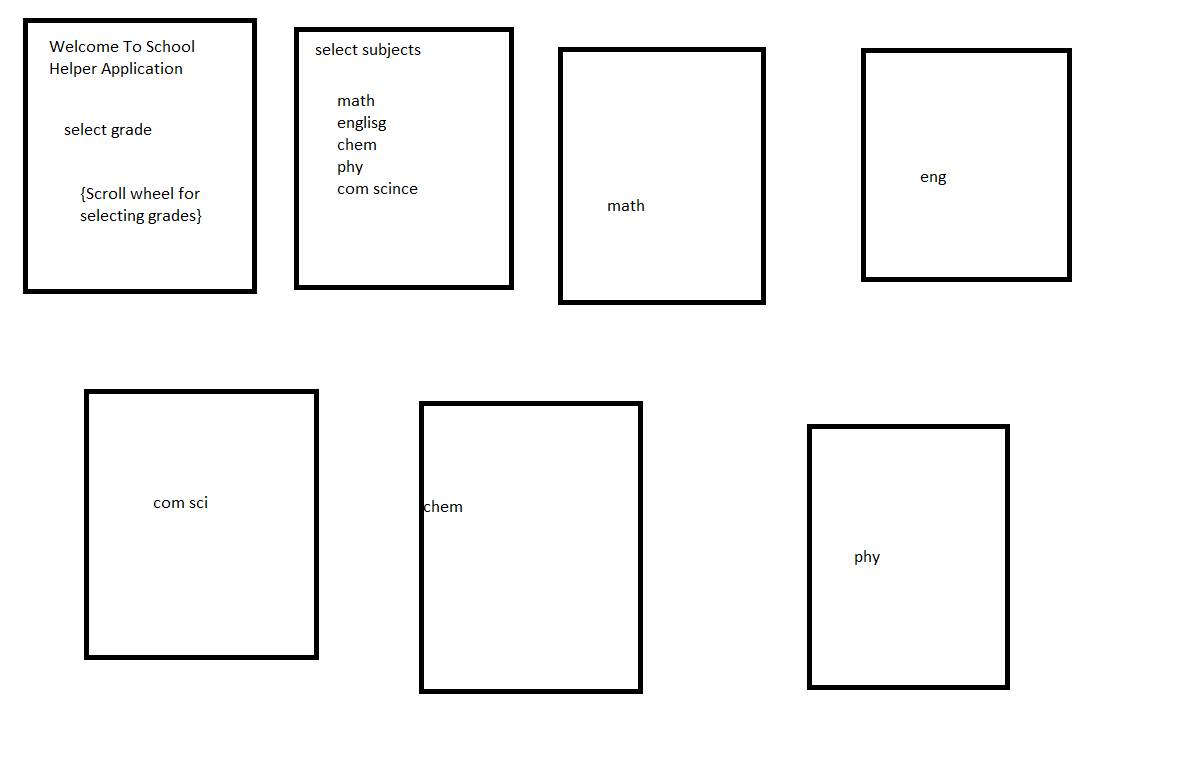 Welcome To School
Helper Application
select grade
{Scroll wheel for
selecting grades}
select subjects
math
englisg
chem
phy
com scince
math
eng
com sci
chem
phy